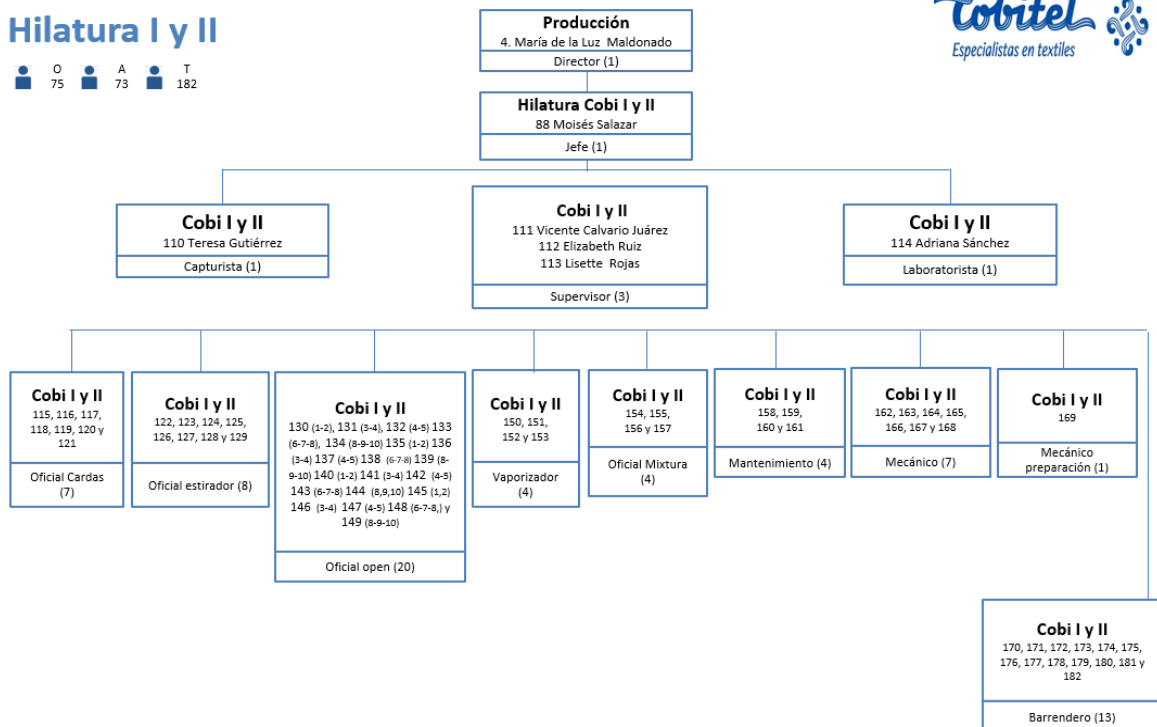 Hilatura I y II
O A T
75 73 182
Cobitel
Especialistas en textiles
Producción
4. María de la Luz Maldonado
Director (1)
Hilatura Cobi I y II
88 Moisés Salazar
Jefe (1)
Cobi I y II
110 Teresa Gutiérrez
Capturista (1)
Cobi I y II
111 Vicente Calvario Juárez
112 Elizabeth Ruiz
113 Lisette Rojas
Supervisor (3)
Cobi I y II
114 Adriana Sánchez
Laboratorista (1)
Cobi I y II
115, 116, 117,
118, 119, 120 y
121
Oficial Cardas
(7)
Cobi I y II
122, 123, 124, 125,
126, 127, 128 y 129
Oficial estirador (8)
Cobi I y II
130 (1-2), 131 (3-4), 132 (4-5) 133
(6-7-8), 134 (8-9-10) 135 (1-2) 136
(3-4) 137 (4-5) 138 (6-7-8) 139 (8-
9-10) 140 (1-2) 141 (3-4) 142 (4-5)
143 (6-7-8) 144 (8,9,10) 145 (1,2)
146 (3-4) 147 (4-5) 148 (6-7-8,) y
149 (8-9-10)
Oficial open (20)
Cobi I y II
150, 151,
152 y 153
Vaporizador
(4)
Cobi I y II
154, 155,
156 y 157
Oficial Mixtura
(4)
Cobi I y II
158, 159,
160 y 161
Mantenimiento (4)
Cobi I y II
162, 163, 164, 165,
166, 167 y 168
Mecánico (7)
Cobi I y II
169
Mecánico
preparación (1)
Cobi I y II
170, 171, 172, 173, 174, 175,
176, 177, 178, 179, 180, 181 y
182
Barrendero (13)